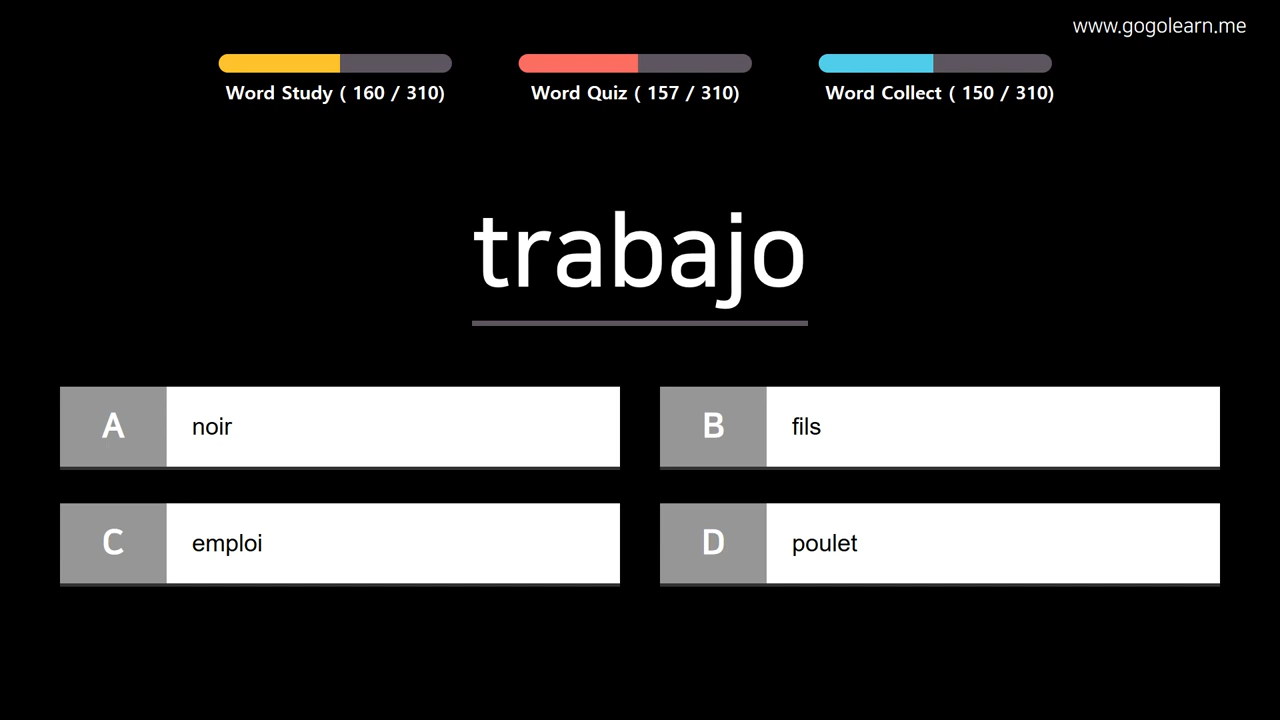 www.gogolearn.me
Word Study ( 160 / 310)
Word Quiz ( 157 / 310)
Word Collect ( 150 / 310)
trabajo
A noir
B fils
C emploi
D poulet